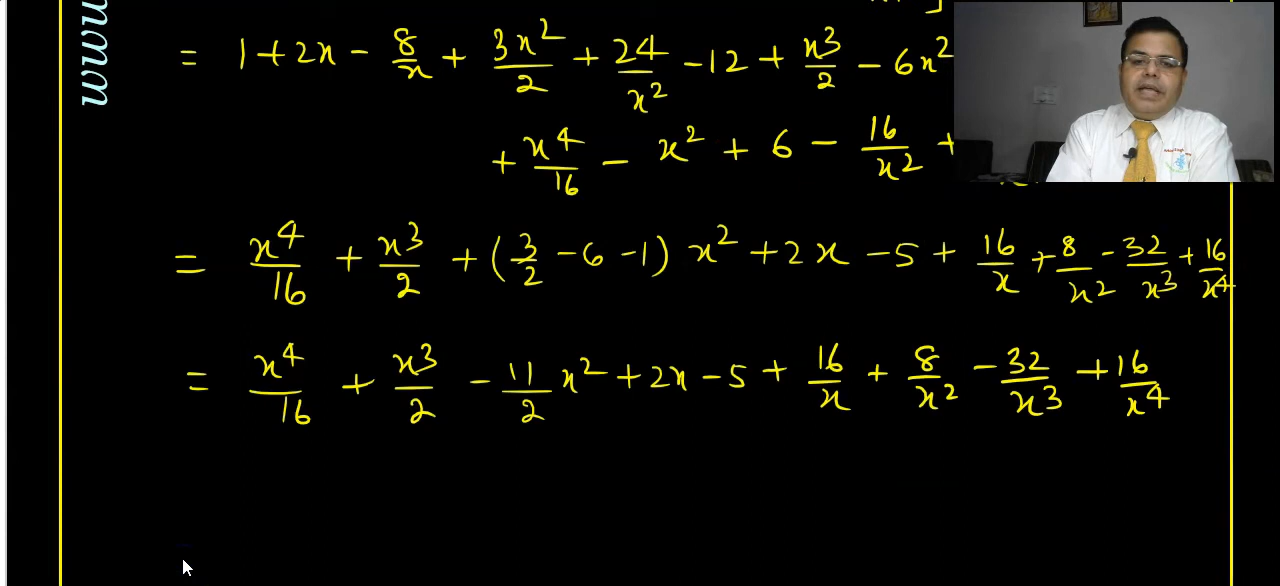 www
= 1 + 2x - 8/x + 3x²/2 + 24/x² - 12 + x³/2 - 6x²
+ x⁴/16 - x² + 6 - 16/x² +
= x⁴/16 + x³/2 + (3/2 - 6 - 1) x² + 2x - 5 + 16/x + 8/x² - 32/x³ + 16/x⁴
= x⁴/16 + x³/2 - 11/2 x² + 2x - 5 + 16/x + 8/x² - 32/x³ + 16/x⁴